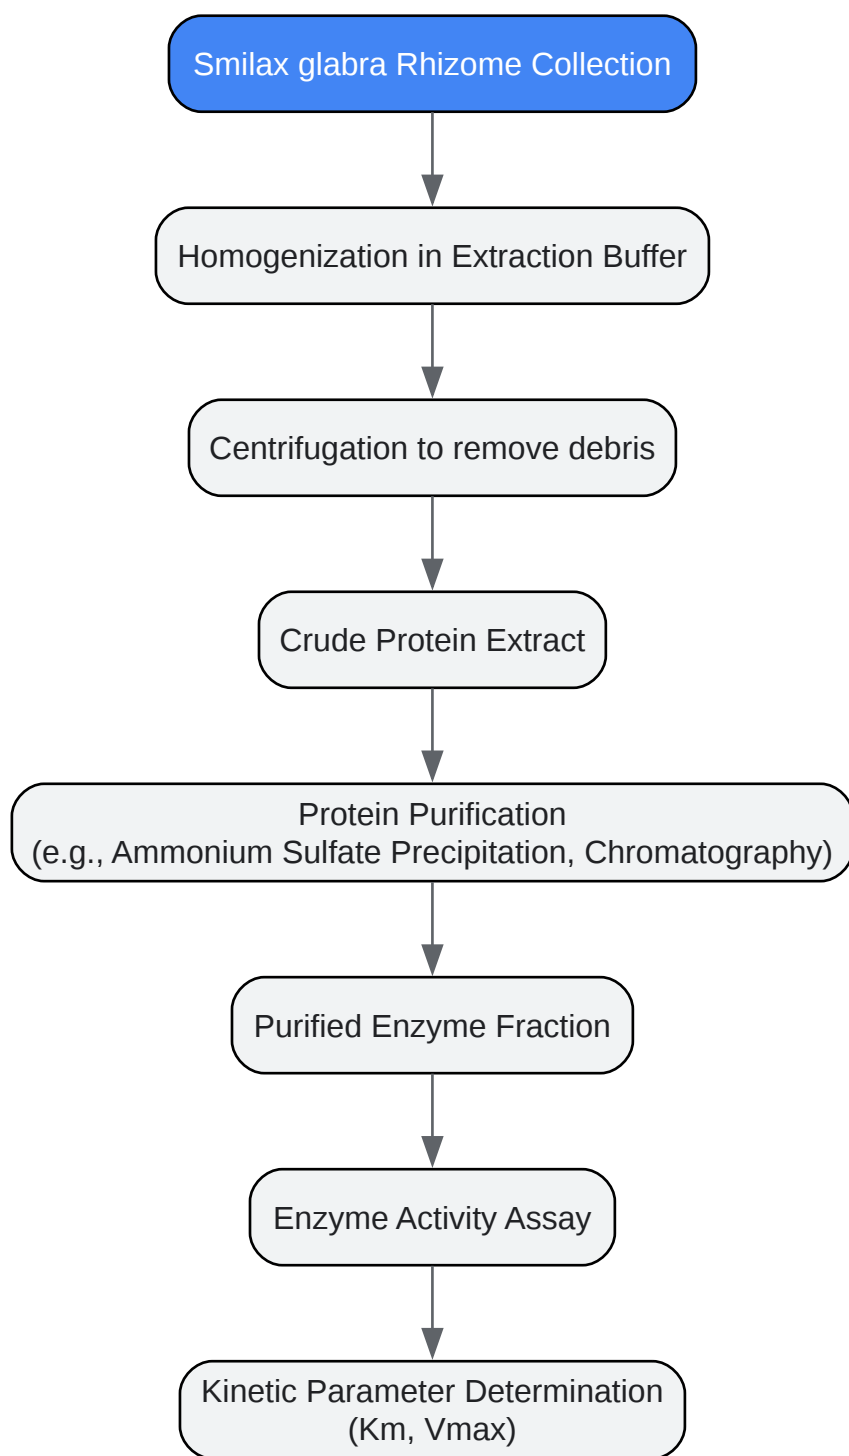 Smilax glabra Rhizome Collection
Homogenization in Extraction Buffer
Centrifugation to remove debris
Crude Protein Extract
Protein Purification
(e.g., Ammonium Sulfate Precipitation, Chromatography)
Purified Enzyme Fraction
Enzyme Activity Assay
Kinetic Parameter Determination
(Km, Vmax)